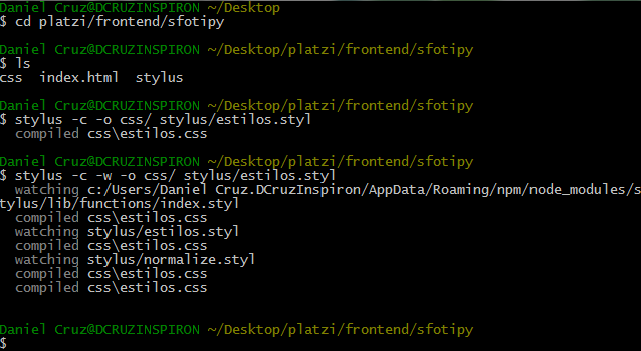 Daniel Cruz@DCRUZINSPIRON ~/Desktop
$ cd platzi/frontend/sfotipy
Daniel Cruz@DCRUZINSPIRON ~/Desktop/platzi/frontend/sfotipy
$ ls
css  index.html  stylus
Daniel Cruz@DCRUZINSPIRON ~/Desktop/platzi/frontend/sfotipy
$ stylus -c -o css/ stylus/estilos.styl
  compiled css\estilos.css
Daniel Cruz@DCRUZINSPIRON ~/Desktop/platzi/frontend/sfotipy
$ stylus -c -w -o css/ stylus/estilos.styl
  watching c:/Users/Daniel Cruz.DCruzInspiron/AppData/Roaming/npm/node_modules/s
tylus/lib/functions/index.styl
  compiled css\estilos.css
  watching stylus/estilos.styl
  compiled css\estilos.css
  watching stylus/normalize.styl
  compiled css\estilos.css
  compiled css\estilos.css
Daniel Cruz@DCRUZINSPIRON ~/Desktop/platzi/frontend/sfotipy
$